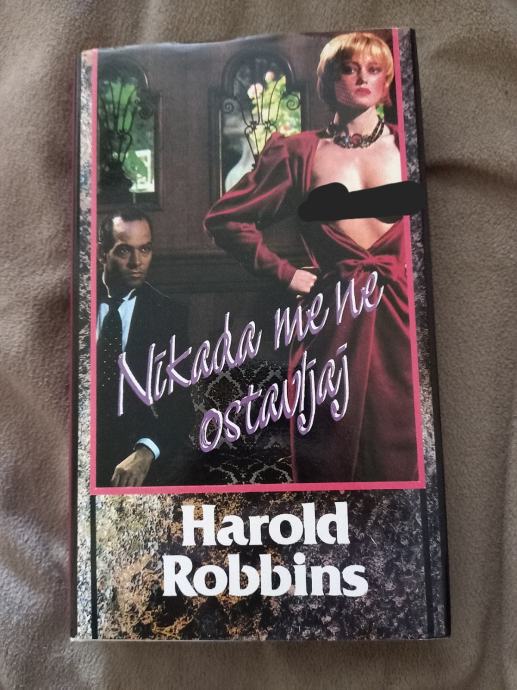 Nikada me ne
ostavljaj
Harold
Robbins